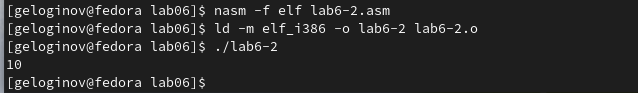 [geloginov@fedora lab06]$ nasm -f elf lab6-2.asm
[geloginov@fedora lab06]$ ld -m elf_i386 -o lab6-2 lab6-2.o
[geloginov@fedora lab06]$ ./lab6-2
10
[geloginov@fedora lab06]$